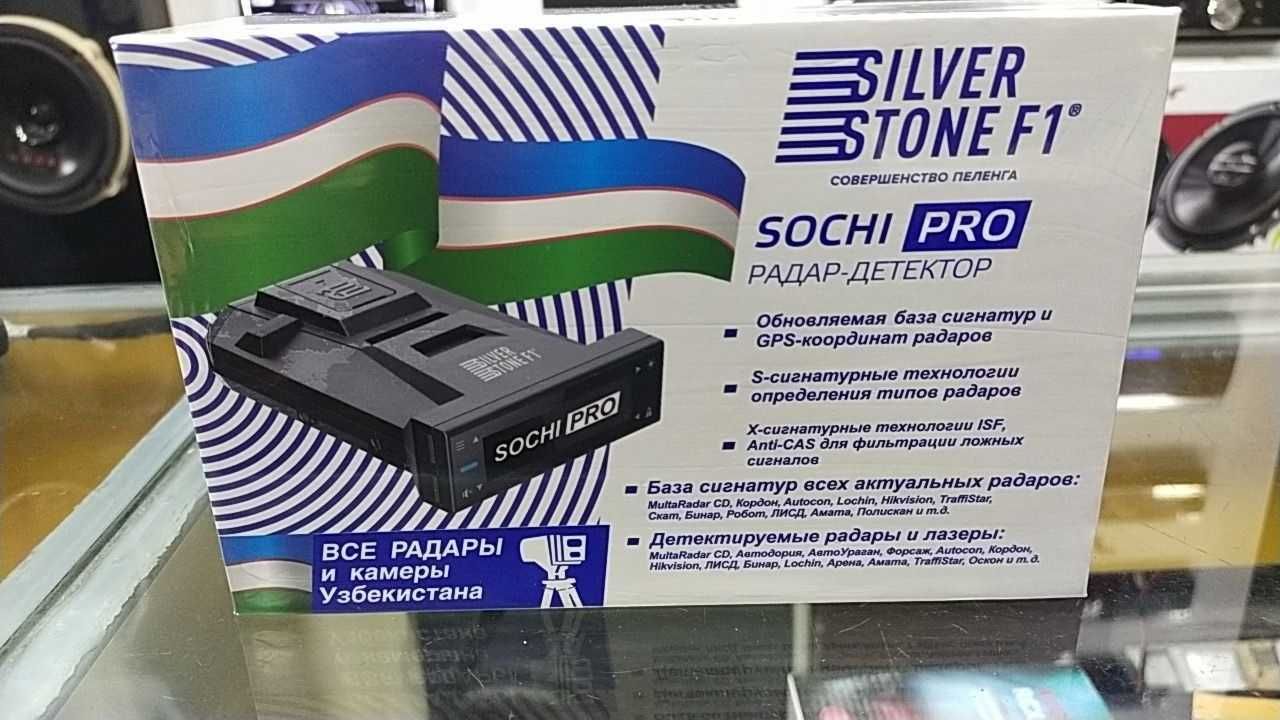 SILVER
STONE F1®
СОВЕРШЕНСТВО ПЕЛЕНГА
SOCHI PRO
РАДАР-ДЕТЕКТОР
Обновляемая база сигнатур и
GPS-координат радаров
S-сигнатурные технологии
определения типов радаров
X-сигнатурные технологии ISF,
Anti-CAS для фильтрации ложных
сигналов
База сигнатур всех актуальных радаров:
MultaRadar CD, Кордон, Autocon, Lochin, Hikvision, TraffiStar,
Скат, Бинар, Робот, ЛИСД, Амата, Полискан и т.д.
Детектируемые радары и лазеры:
MultaRadar CD, Автодория, АвтоУраган, Форсаж, Autocon, Кордон,
Hikvision, ЛИСД, Бинар, Lochin, Арена, Амата, TraffiStar, Оскон и т.д.
SILVER
STONE F1
SOCHI PRO
ВСЕ РАДАРЫ
и камеры
Узбекистана